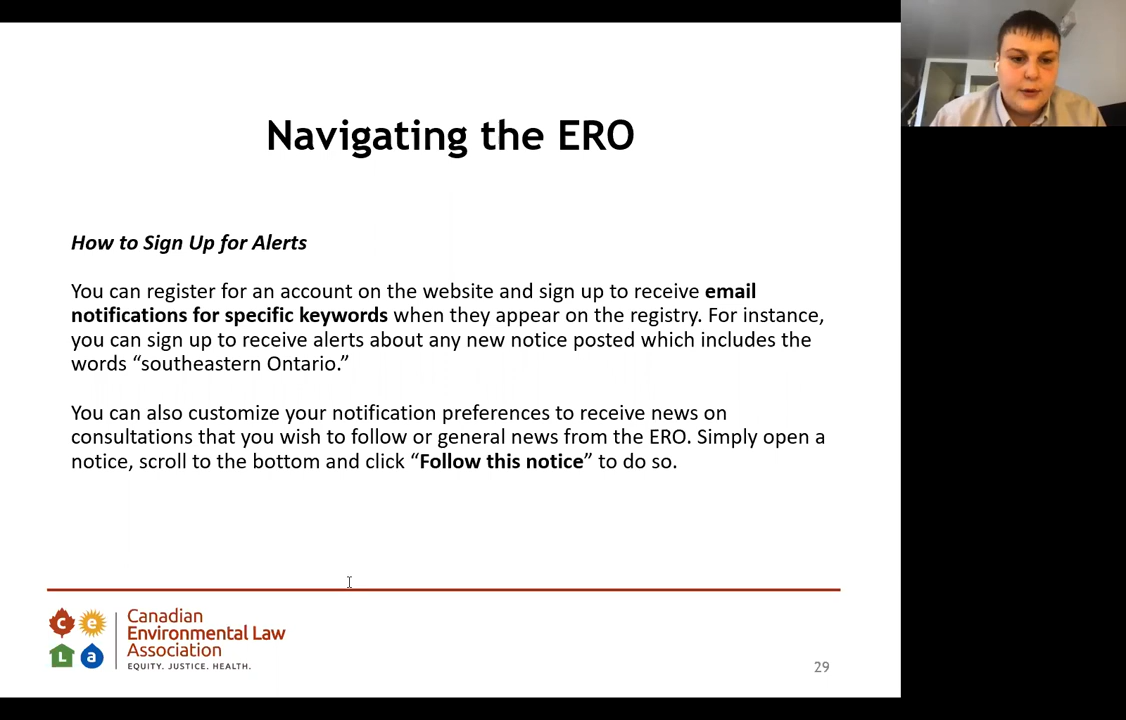 Navigating the ERO
How to Sign Up for Alerts
You can register for an account on the website and sign up to receive email
notifications for specific keywords when they appear on the registry. For instance,
you can sign up to receive alerts about any new notice posted which includes the
words “southeastern Ontario.”
You can also customize your notification preferences to receive news on
consultations that you wish to follow or general news from the ERO. Simply open a
notice, scroll to the bottom and click “Follow this notice” to do so.
c e
L a
Canadian
Environmental Law
Association
EQUITY. JUSTICE. HEALTH.
29